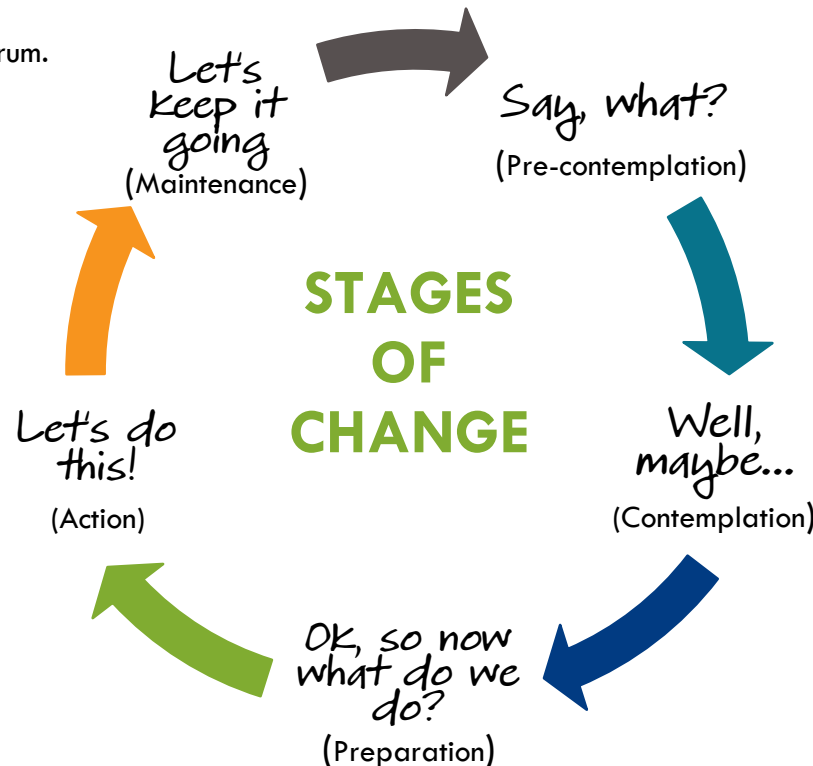 rum.
Let's
keep it
going
(Maintenance)
Say, what?
(Pre-contemplation)
STAGES
OF
CHANGE
Well,
maybe...
(Contemplation)
Let's do
this!
(Action)
OK, so now
what do we
do?
(Preparation)